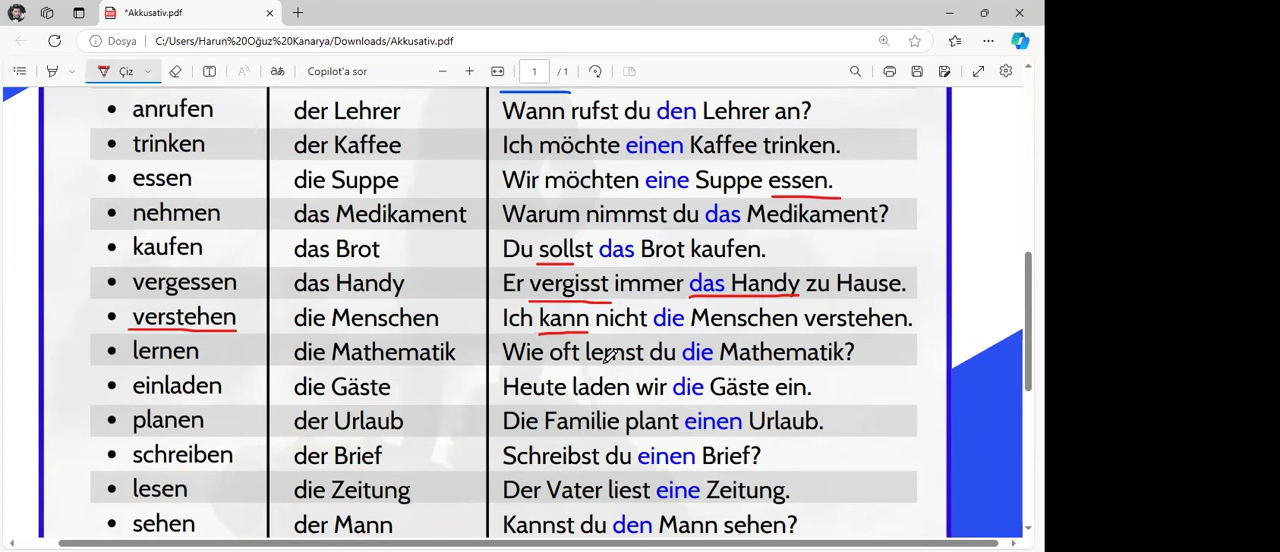 *Akkusativ.pdf
Dosya C:/Users/Harun%20Oğuz%20Kanarya/Downloads/Akkusativ.pdf
Çiz aあ Copilot'a sor 1 /1
• anrufen der Lehrer Wann rufst du den Lehrer an?
• trinken der Kaffee Ich möchte einen Kaffee trinken.
• essen die Suppe Wir möchten eine Suppe essen.
• nehmen das Medikament Warum nimmst du das Medikament?
• kaufen das Brot Du sollst das Brot kaufen.
• vergessen das Handy Er vergisst immer das Handy zu Hause.
• verstehen die Menschen Ich kann nicht die Menschen verstehen.
• lernen die Mathematik Wie oft lernst du die Mathematik?
• einladen die Gäste Heute laden wir die Gäste ein.
• planen der Urlaub Die Familie plant einen Urlaub.
• schreiben der Brief Schreibst du einen Brief?
• lesen die Zeitung Der Vater liest eine Zeitung.
• sehen der Mann Kannst du den Mann sehen?